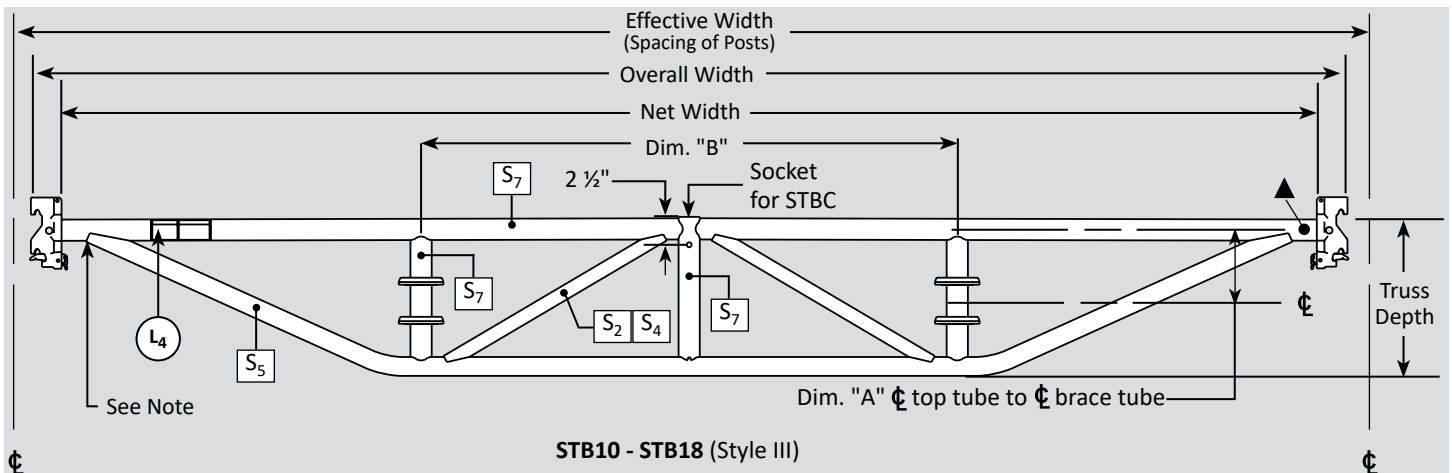 Effective Width
(Spacing of Posts)
Overall Width
Net Width
Dim. "B"
S₇
2 ½"
Socket
for STBC
▲
S₇
S₂ S₄
S₇
L₄
S₅
℄
Truss
Depth
See Note
Dim. "A" ℄ top tube to ℄ brace tube
STB10 - STB18 (Style III)
℄ ℄